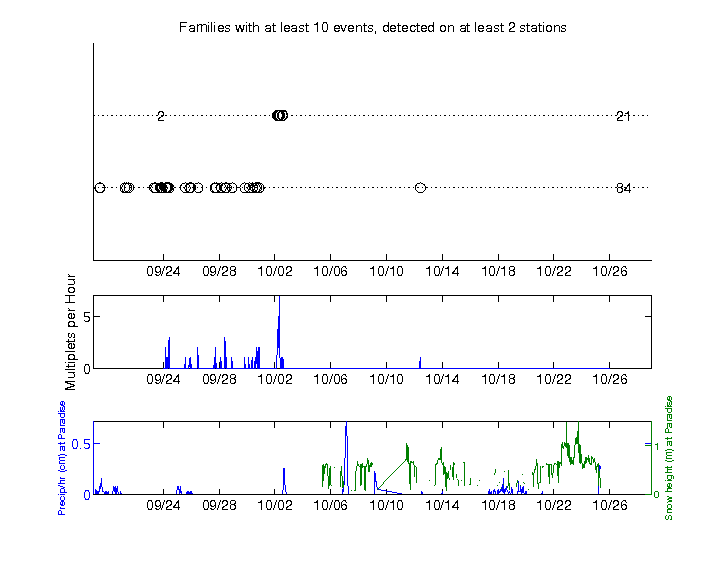 Families with at least 10 events, detected on at least 2 stations
2 21
84
09/24 09/28 10/02 10/06 10/10 10/14 10/18 10/22 10/26
Multiplets per Hour
5
0
09/24 09/28 10/02 10/06 10/10 10/14 10/18 10/22 10/26
Precip/hr (cm) at Paradise
0.5
0
1
0
Snow height (m) at Paradise
09/24 09/28 10/02 10/06 10/10 10/14 10/18 10/22 10/26